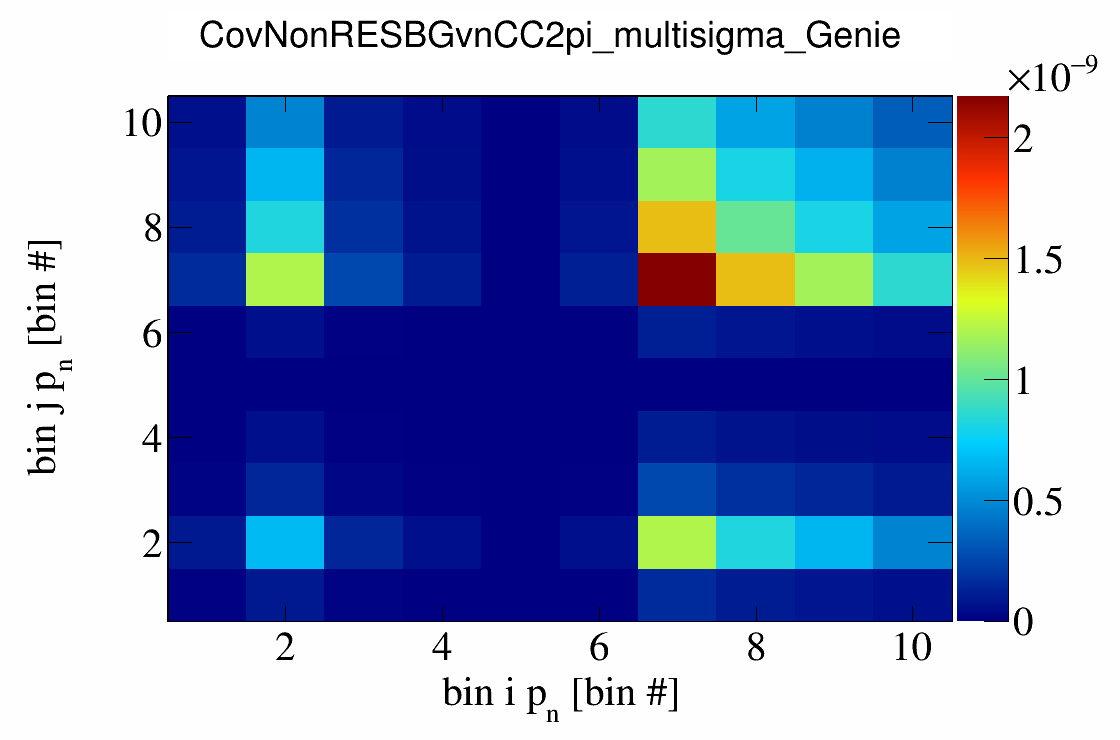 CovNonRESBGvnCC2pi_multisigma_Genie
×10⁻⁹
10
8
6
4
2
2
1.5
1
0.5
0
2 4 6 8 10
bin j pₙ [bin #]
bin i pₙ [bin #]